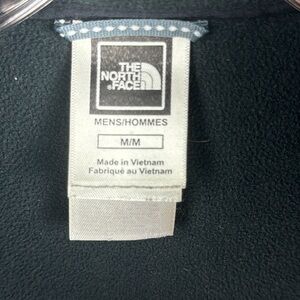 THE
NORTH
FACE
MENS/HOMMES
M/M
Made in Vietnam
Fabriqué au Vietnam